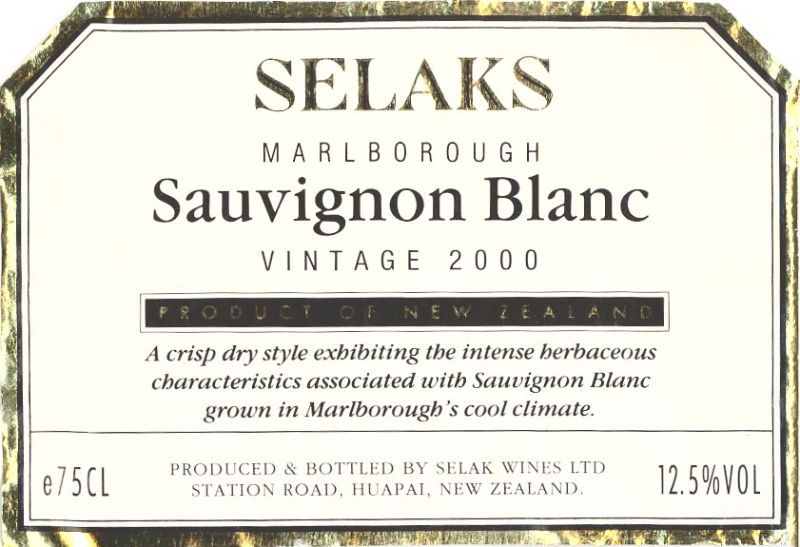 SELAKS
MARLBOROUGH
Sauvignon Blanc
VINTAGE 2000
PRODUCT OF NEW ZEALAND
A crisp dry style exhibiting the intense herbaceous
characteristics associated with Sauvignon Blanc
grown in Marlborough's cool climate.
e75CL
PRODUCED & BOTTLED BY SELAK WINES LTD
STATION ROAD, HUAPAI, NEW ZEALAND.
12.5%VOL